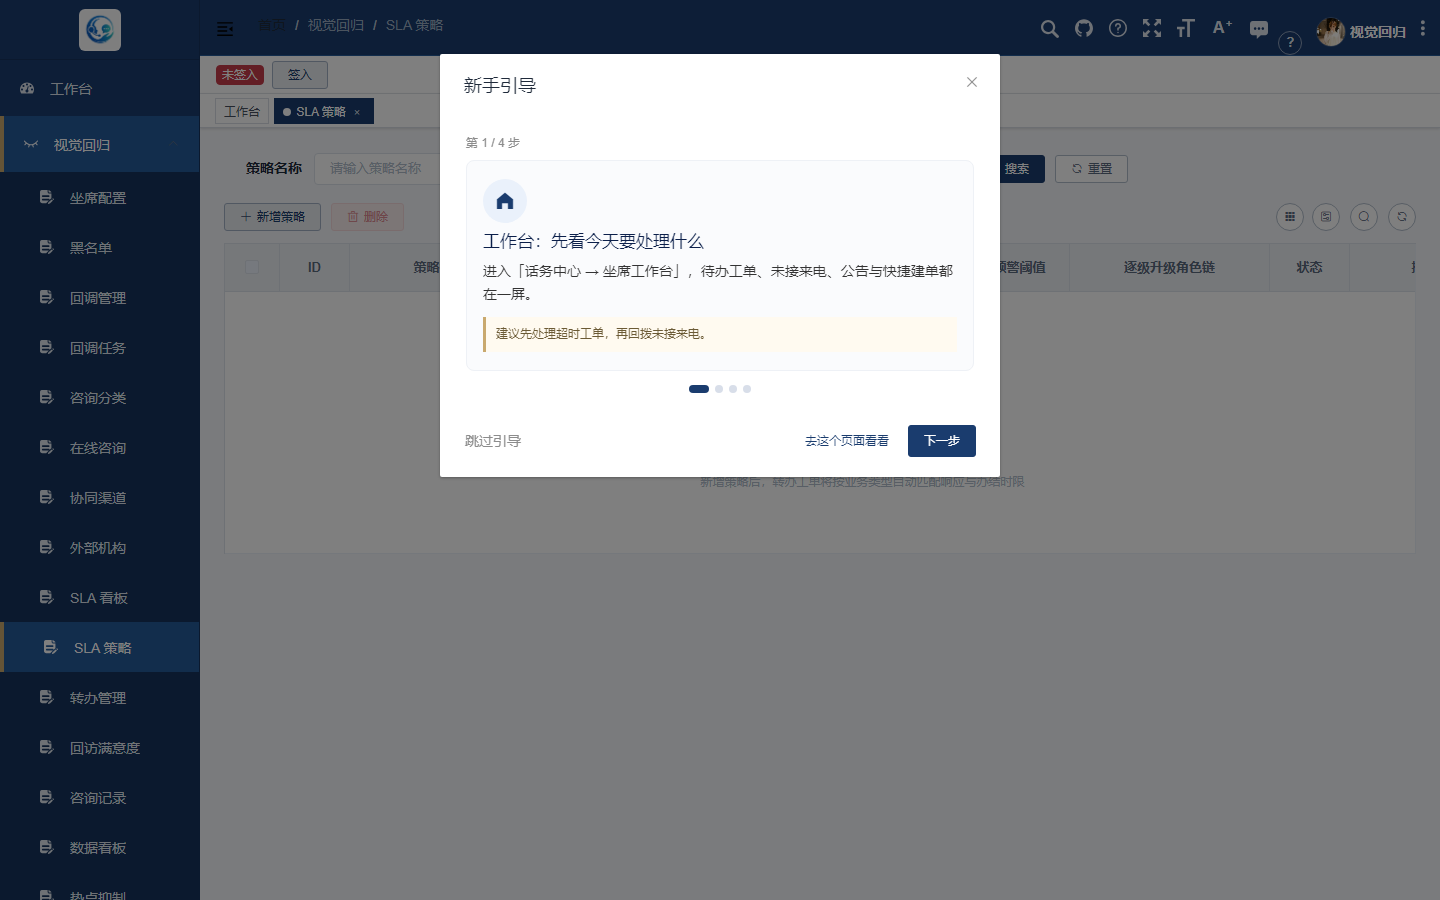 首页 / 视觉回归 / SLA 策略
A+
?
视觉回归
工作台
视觉回归
坐席配置
黑名单
回调管理
回调任务
咨询分类
在线咨询
协同渠道
外部机构
SLA 看板
SLA 策略
转办管理
回访满意度
咨询记录
数据看板
热点抑制
未签入 签入
工作台 SLA 策略 ×
策略名称 请输入策略名称 搜索 重置
新增策略 删除
ID 策略 预警阈值 逐级升级角色链 状态
新增策略后，转办工单将按业务类型自动匹配响应与办结时限
新手引导
第 1 / 4 步
工作台：先看今天要处理什么
进入「话务中心 → 坐席工作台」，待办工单、未接来电、公告与快捷建单都
在一屏。
建议先处理超时工单，再回拨未接来电。
跳过引导 去这个页面看看 下一步